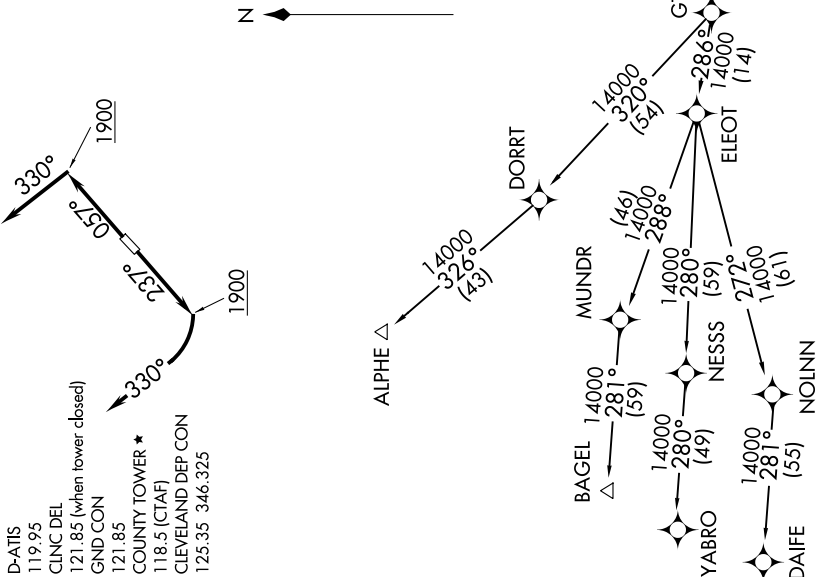 D-ATIS
119.95
CLNC DEL
121.85 (when tower closed)
GND CON
121.85
COUNTY TOWER ★
118.5 (CTAF)
CLEVELAND DEP CON
125.35 346.325
330°
1900
057°
237°
1900
330°
N
14000
320°
(54)
286°
14000
(14)
ELEOT
DORRT
14000
326°
(43)
ALPHE
(46)
14000
288°
MUNDR
14000
280°
(59)
NESSS
272°
14000
(61)
NOLNN
14000
281°
(59)
BAGEL
14000
280°
(49)
YABRO
14000
281°
(55)
DAIFE